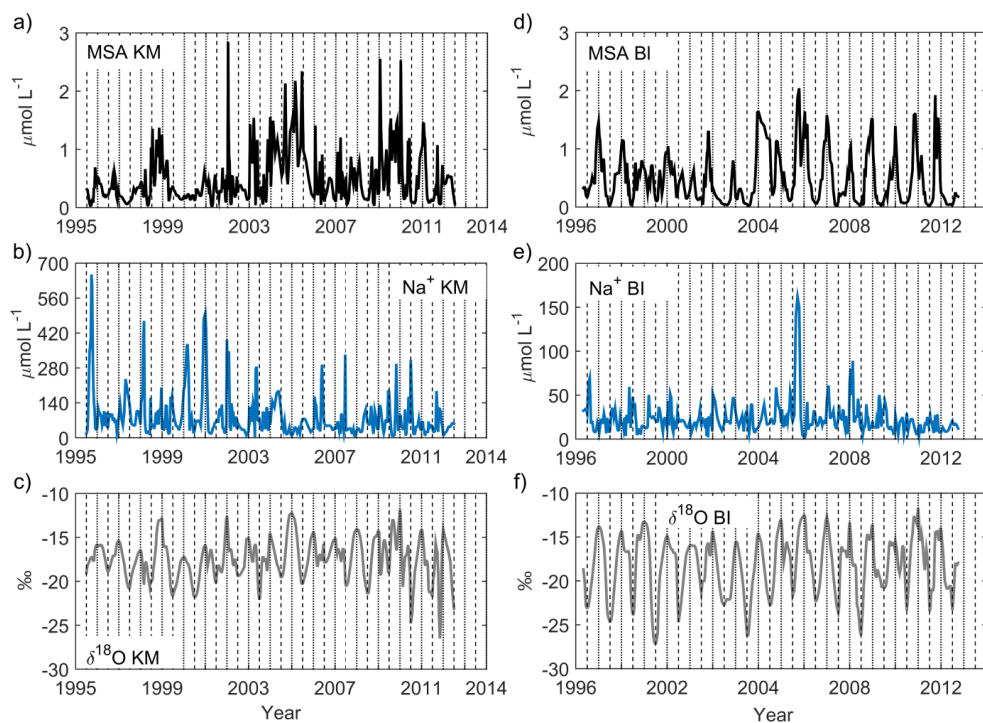 a)
MSA KM
3
2
1
0
μmol L⁻¹
1995 1999 2003 2007 2011 2014
b)
Na⁺ KM
700
560
420
280
140
0
μmol L⁻¹
1995 1999 2003 2007 2011 2014
c)
-10
-15
-20
-25
-30
‰
δ¹⁸O KM
1995 1999 2003 2007 2011 2014
Year
d)
MSA BI
3
2
1
0
μmol L⁻¹
1996 2000 2004 2008 2012
e)
Na⁺ BI
200
150
100
50
0
μmol L⁻¹
1996 2000 2004 2008 2012
f)
δ¹⁸O BI
-10
-15
-20
-25
-30
‰
1996 2000 2004 2008 2012
Year